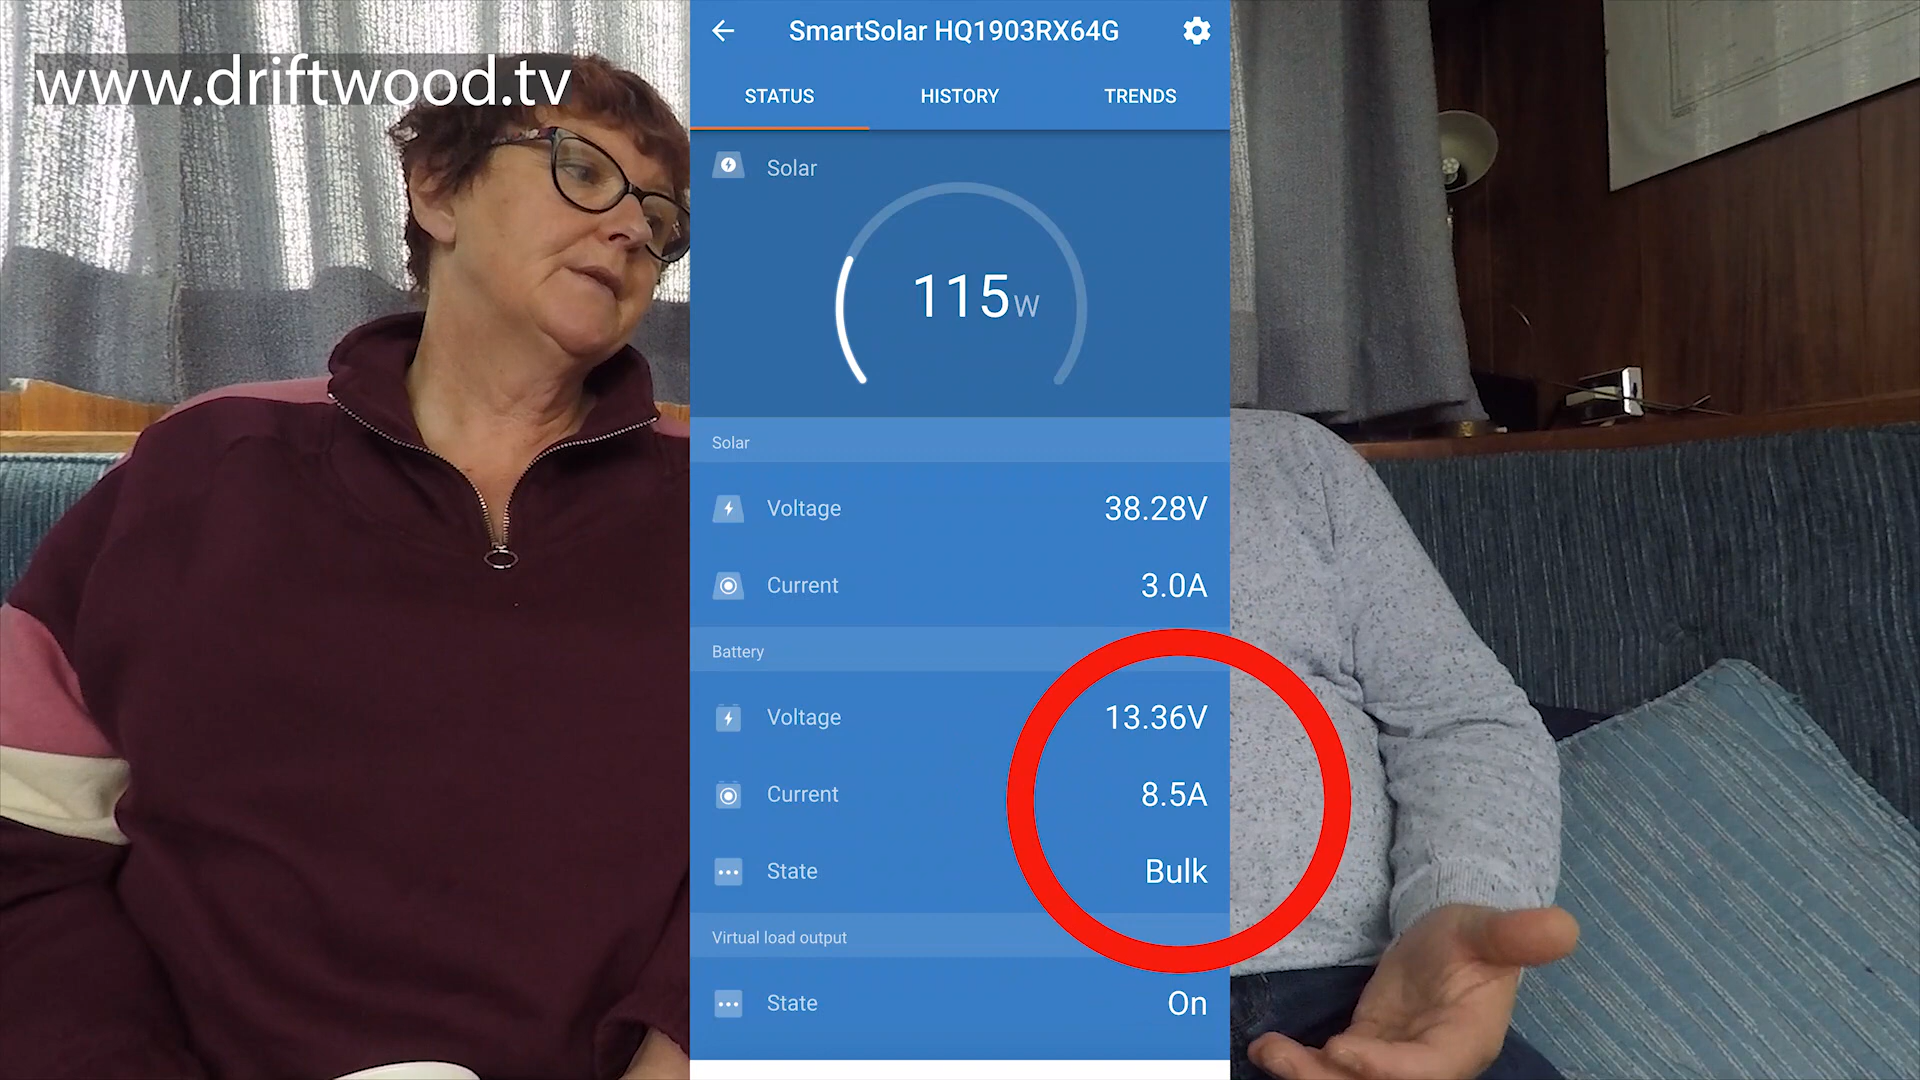 www.driftwood.tv
SmartSolar HQ1903RX64G
STATUS HISTORY TRENDS
Solar
115W
Solar
Voltage 38.28V
Current 3.0A
Battery
Voltage 13.36V
Current 8.5A
State Bulk
Virtual load output
State On